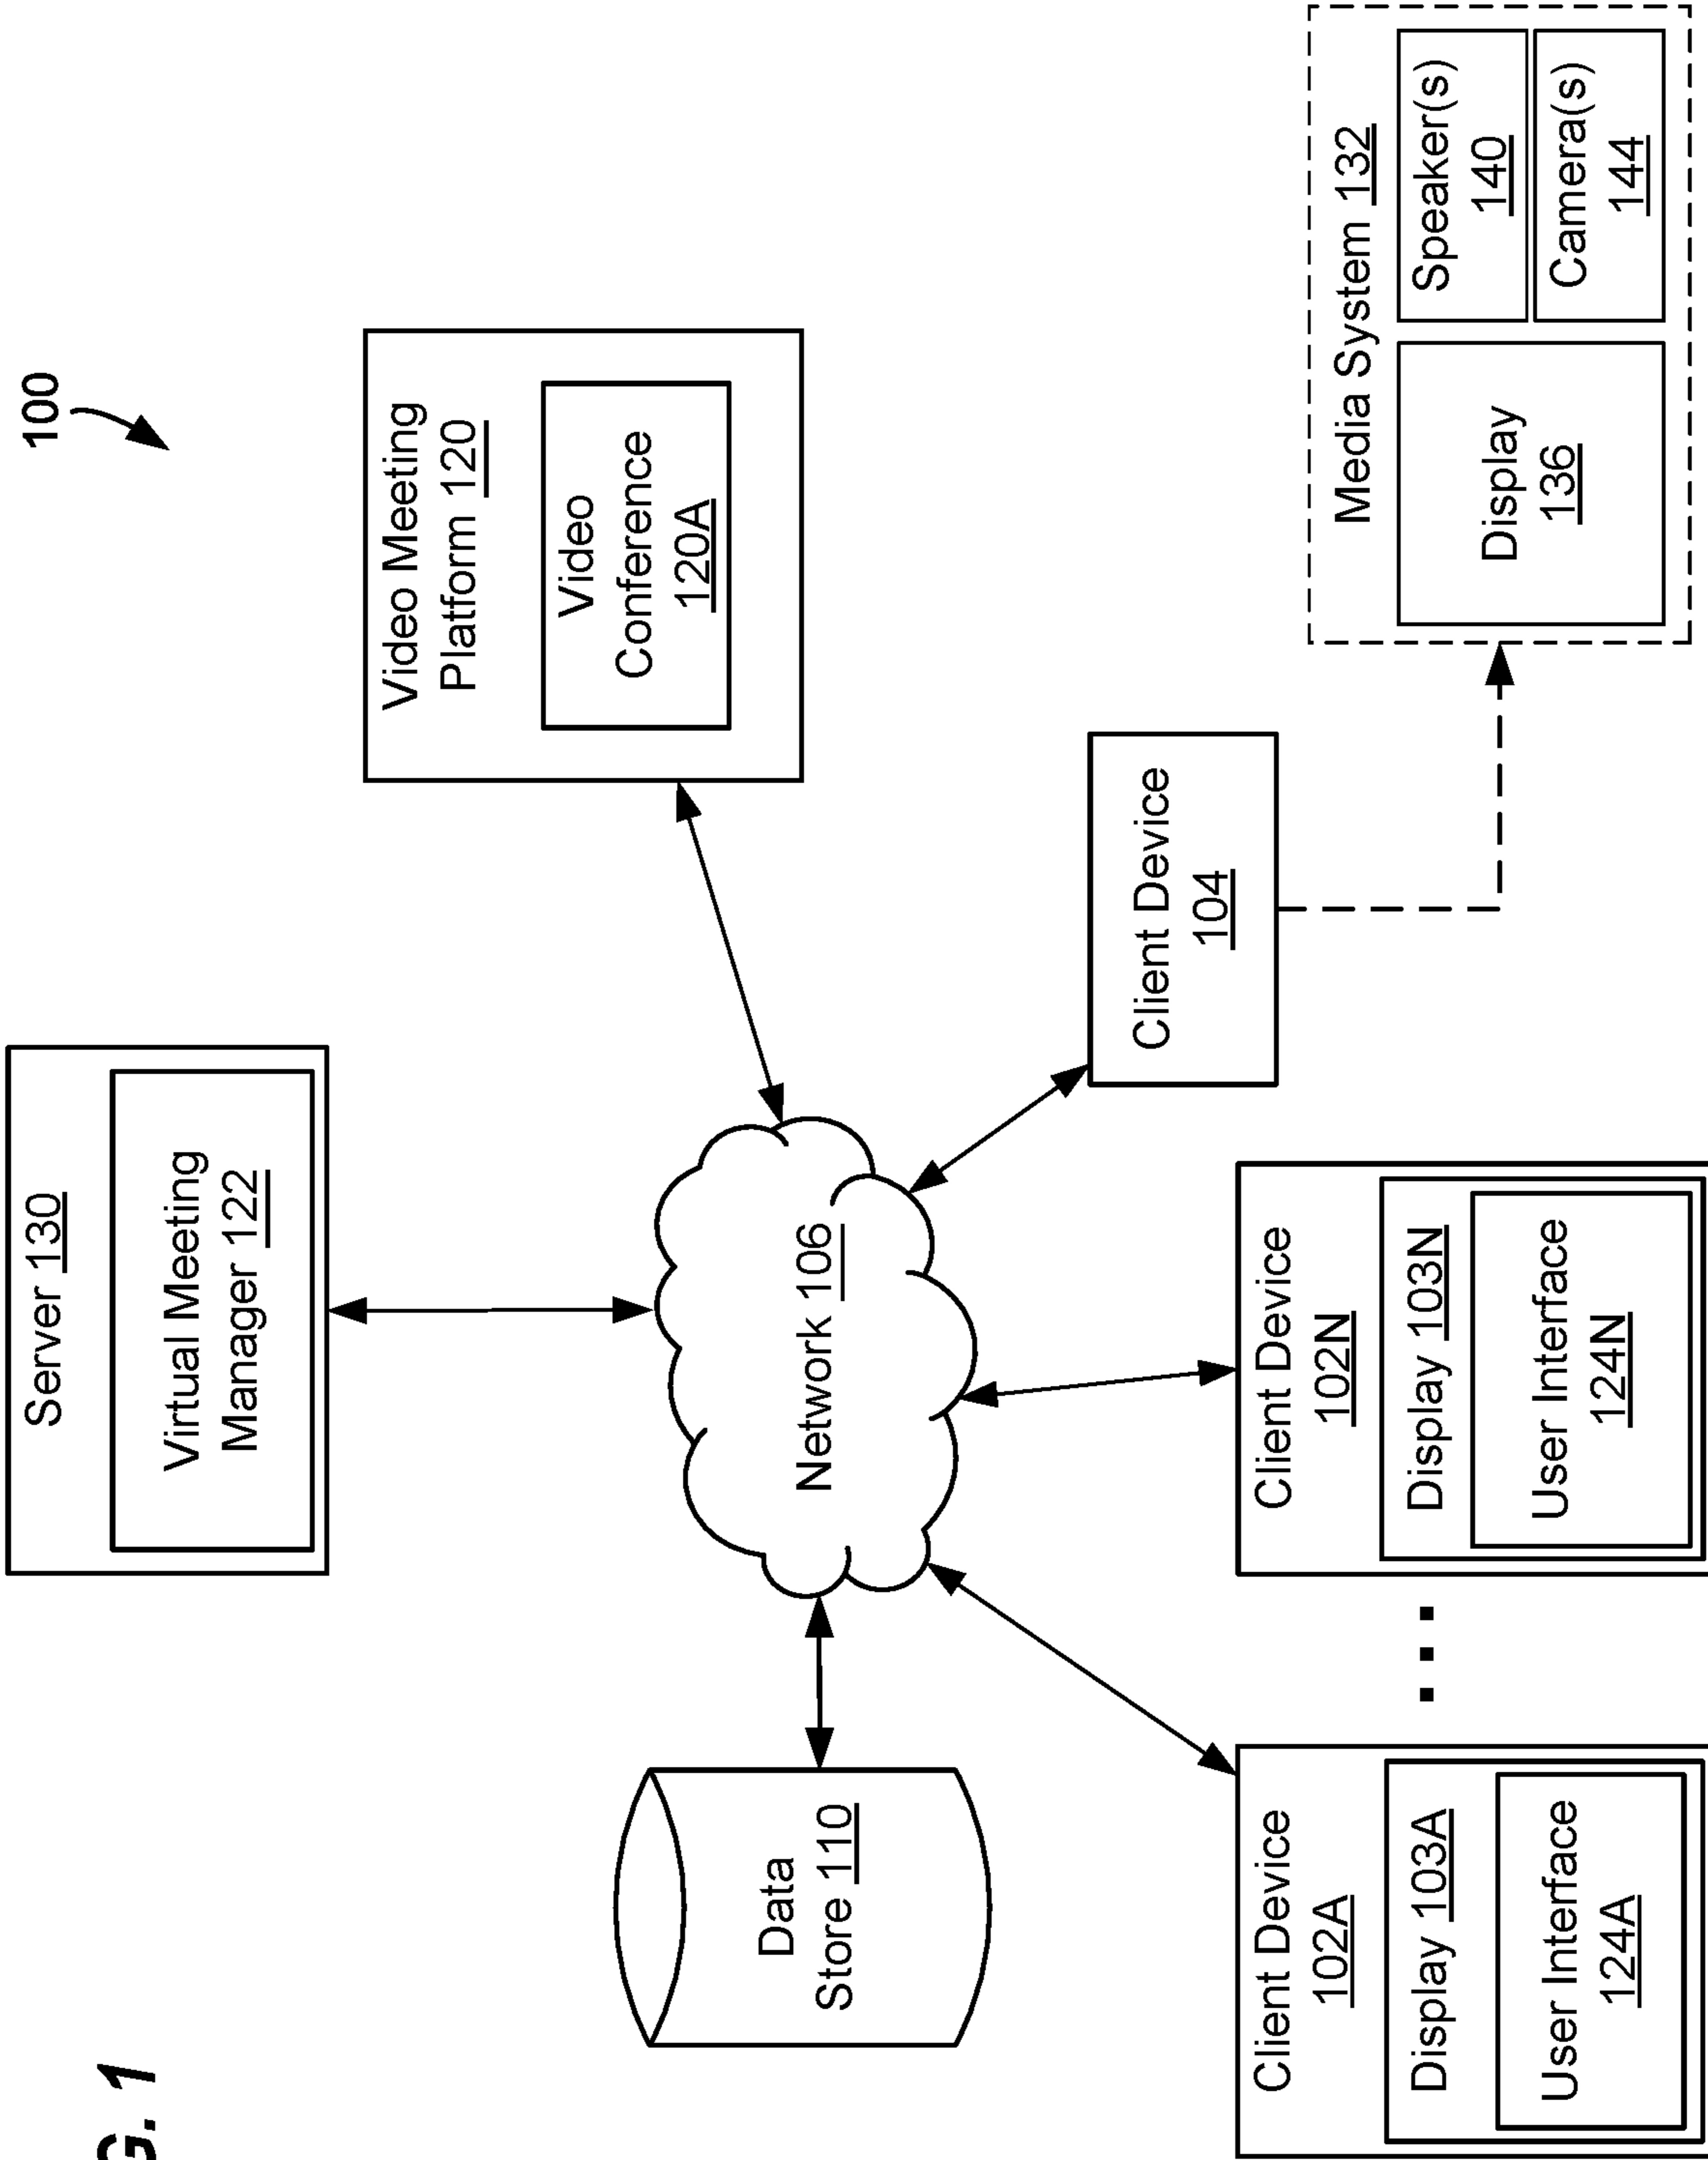 100
Server 130
Virtual Meeting
Manager 122
Video Meeting
Platform 120
Video
Conference
120A
Data
Store 110
Network 106
Client Device
104
Media System 132
Display
136
Speaker(s)
140
Camera(s)
144
Client Device
102A
Display 103A
User Interface
124A
. . .
Client Device
102N
Display 103N
User Interface
124N
G. 1